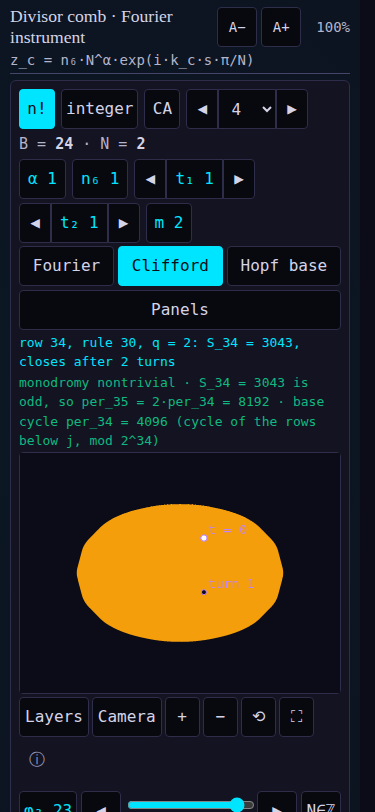 Divisor comb · Fourier instrument
A− A+ 100%
z_c = n₆·N^α·exp(i·k_c·s·π/N)
n! integer CA ◀ 4 ▶
B = 24 · N = 2
α 1 n₆ 1 ◀ t₁ 1 ▶
◀ t₂ 1 ▶ m 2
Fourier Clifford Hopf base
Panels
row 34, rule 30, q = 2: S_34 = 3043,
closes after 2 turns
monodromy nontrivial · S_34 = 3043 is
odd, so per_35 = 2·per_34 = 8192 · base
cycle per_34 = 4096 (cycle of the rows
below j, mod 2^34)
Layers Camera + − ⟲ ⛶
ⓘ
◀ ▶